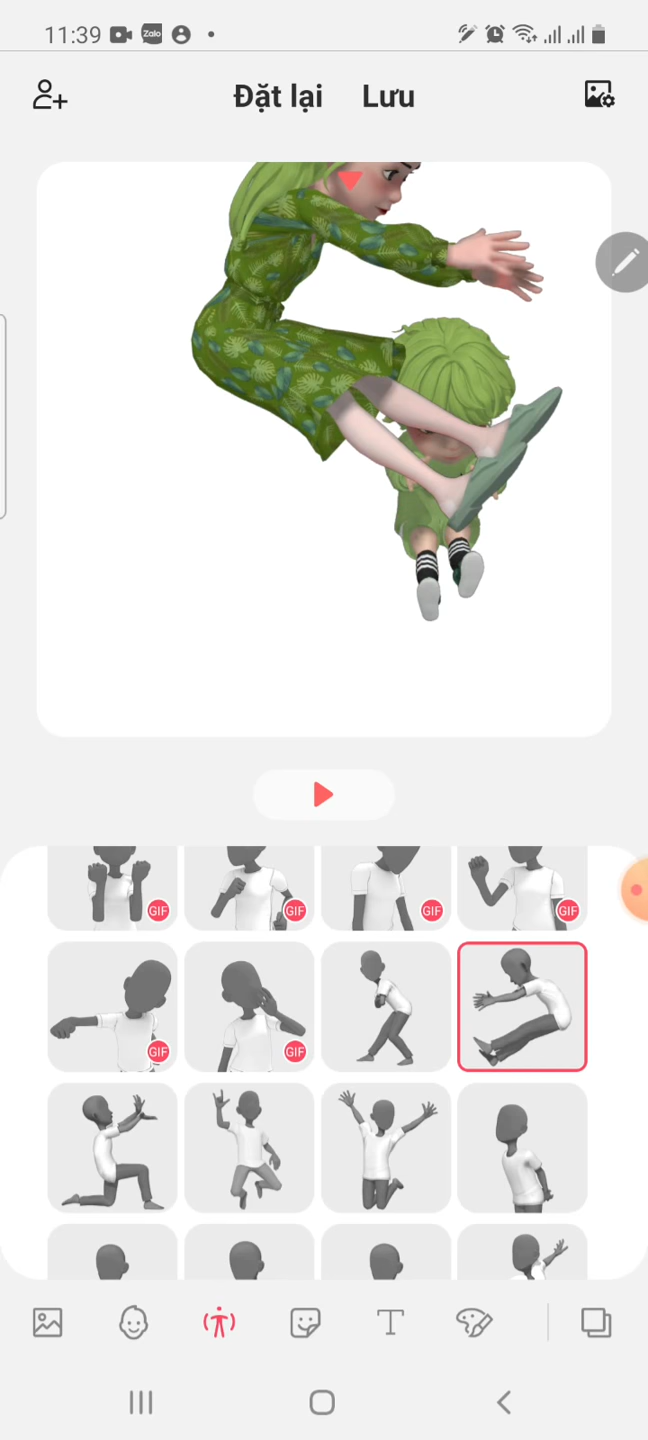 11:39 Zalo
Đặt lại Lưu
GIF GIF GIF GIF
GIF GIF
T